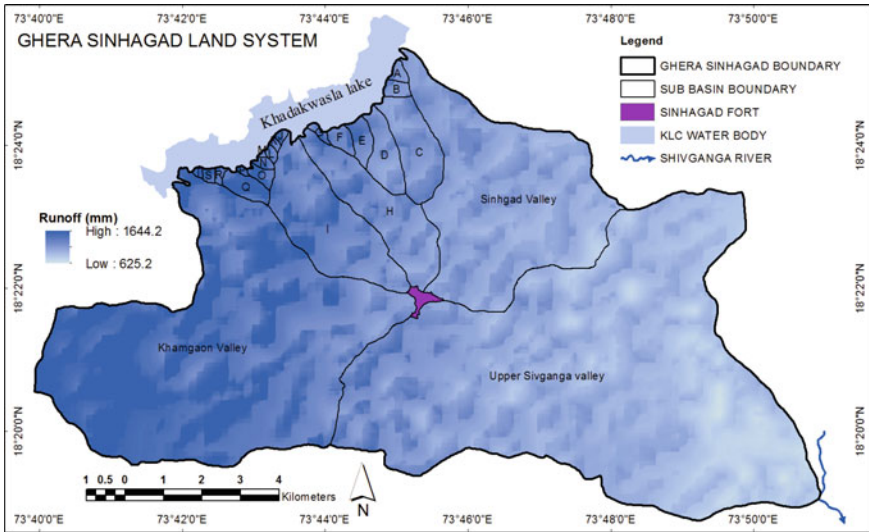 73°40'0"E 73°42'0"E 73°44'0"E 73°46'0"E 73°48'0"E 73°50'0"E
GHERA SINHAGAD LAND SYSTEM
Legend
GHERA SINHAGAD BOUNDARY
SUB BASIN BOUNDARY
SINHAGAD FORT
KLC WATER BODY
SHIVGANGA RIVER
Khadakwasla lake
A
B
C
D
E
F
H
I
O
Q
R
S
Sinhgad Valley
Khamgaon Valley
Upper Sivganga valley
Runoff (mm)
High : 1644.2
Low : 625.2
18°24'0"N
18°22'0"N
18°20'0"N
18°24'0"N
18°22'0"N
18°20'0"N
1 0.5 0 1 2 3 4
Kilometers
N
73°40'0"E 73°42'0"E 73°44'0"E 73°46'0"E 73°48'0"E 73°50'0"E